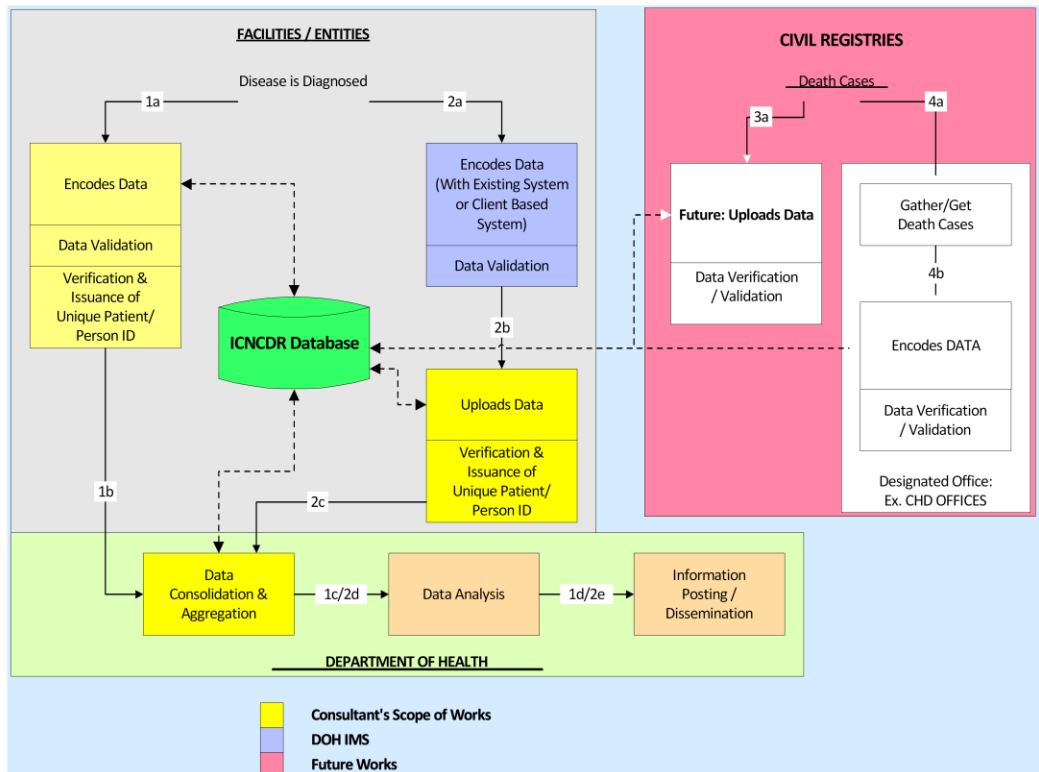 FACILITIES / ENTITIES
Disease is Diagnosed
1a
2a
Encodes Data
Data Validation
Verification &
Issuance of
Unique Patient/
Person ID
Encodes Data
(With Existing System
or Client Based
System)
Data Validation
2b
ICNCDR Database
Uploads Data
Verification &
Issuance of
Unique Patient/
Person ID
1b
2c
CIVIL REGISTRIES
Death Cases
3a
4a
Future: Uploads Data
Data Verification
/ Validation
Gather/Get
Death Cases
4b
Encodes DATA
Data Verification
/ Validation
Designated Office:
Ex. CHD OFFICES
Data
Consolidation &
Aggregation
1c/2d
Data Analysis
1d/2e
Information
Posting /
Dissemination
DEPARTMENT OF HEALTH
Consultant's Scope of Works
DOH IMS
Future Works